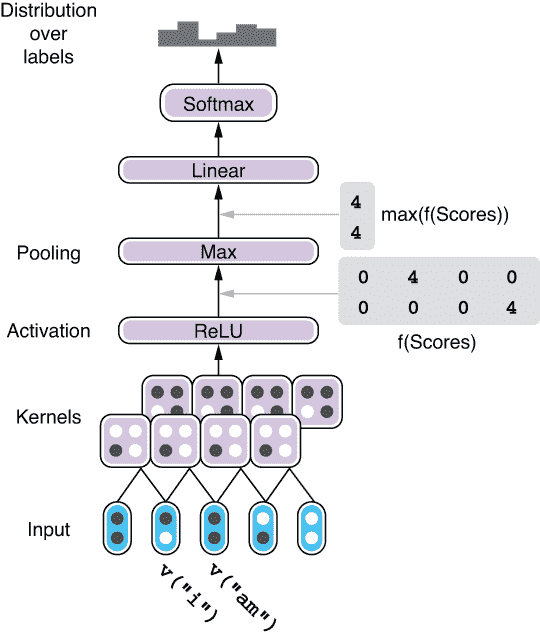 Distribution
over
labels
Softmax
Linear
4
4
max(f(Scores))
Pooling
Max
0 4 0 0
0 0 0 4
f(Scores)
Activation
ReLU
Kernels
Input
v("i")
v("am")